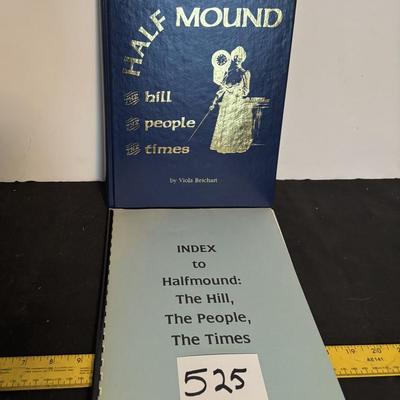 HALF MOUND
the hill
the people
the times
by Viola Reichart
INDEX
to
Halfmound:
The Hill,
The People,
The Times
525